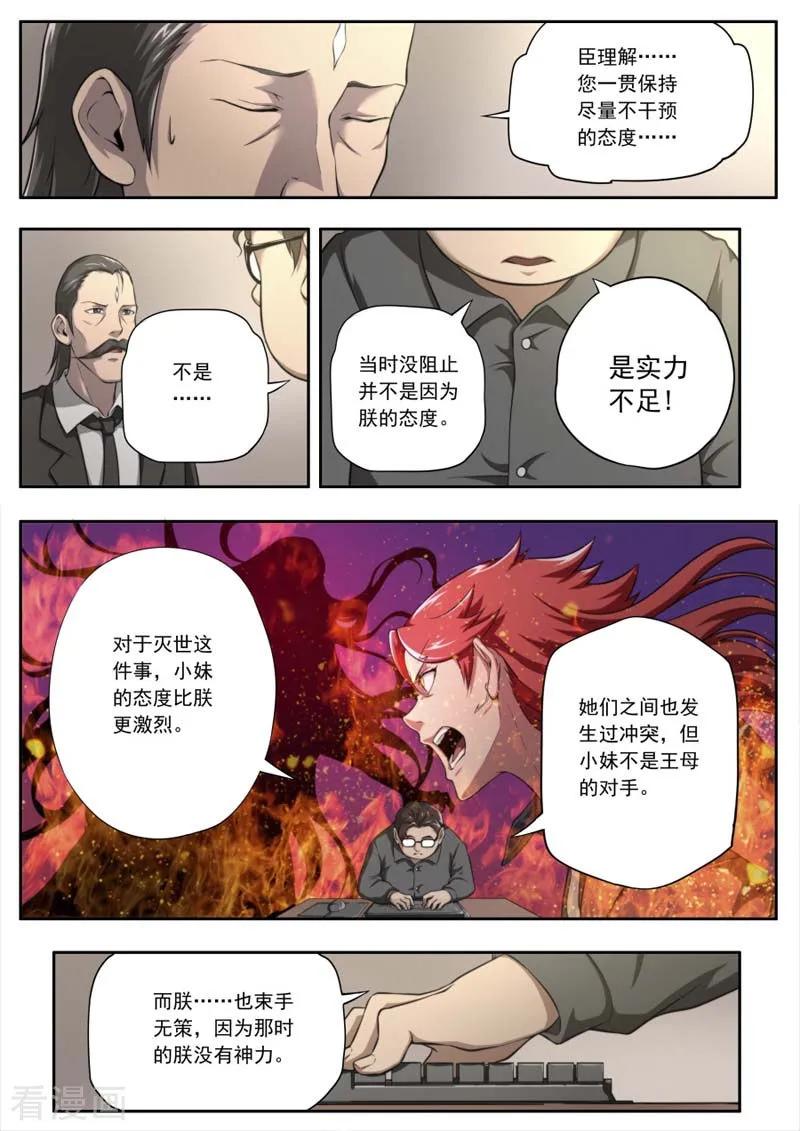 臣理解……
您一贯保持
尽量不干预
的态度……
不是
……
当时没阻止
并不是因为
朕的态度。
是实力
不足！
对于灭世这
件事，小妹
的态度比朕
更激烈。
她们之间也发
生过冲突，但
小妹不是王母
的对手。
而朕……也束手
无策，因为那时
的朕没有神力。
看漫画